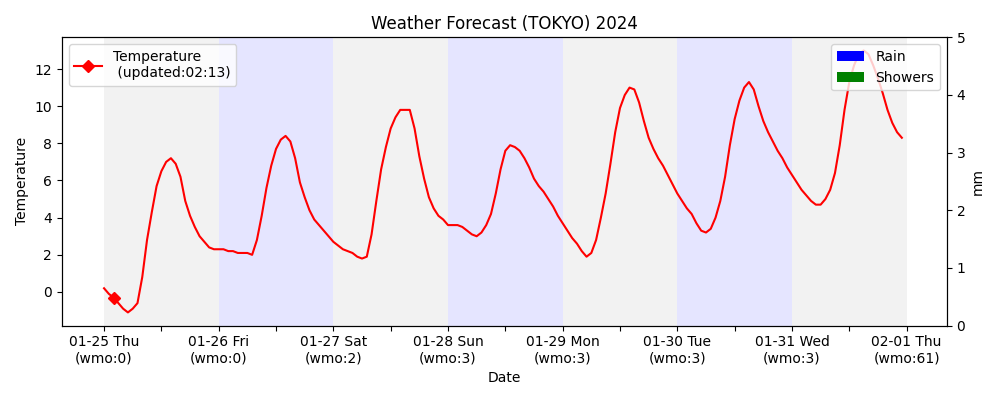 Weather Forecast (TOKYO) 2024
Temperature
(updated:02:13)
Rain
Showers
Temperature
12
10
8
6
4
2
0
5
4
3
2
1
0
mm
01-25 Thu
(wmo:0)
01-26 Fri
(wmo:0)
01-27 Sat
(wmo:2)
01-28 Sun
(wmo:3)
01-29 Mon
(wmo:3)
01-30 Tue
(wmo:3)
01-31 Wed
(wmo:3)
02-01 Thu
(wmo:61)
Date